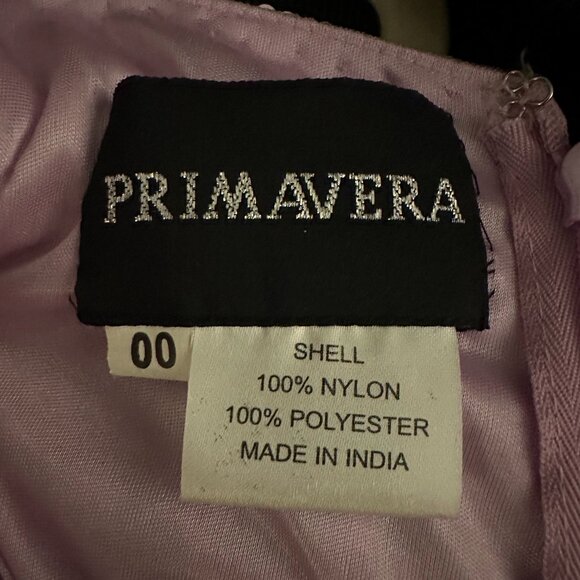 PRIMAVERA
00
SHELL
100% NYLON
100% POLYESTER
MADE IN INDIA